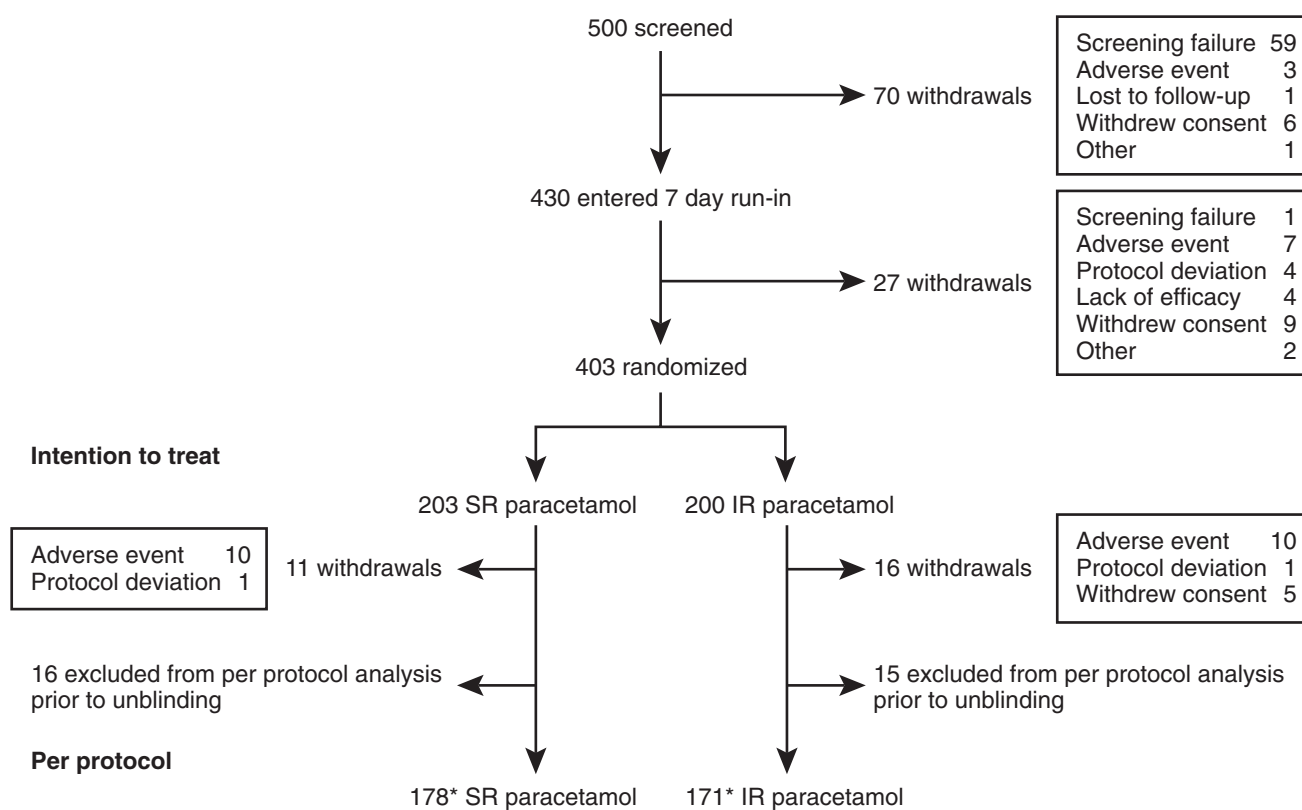 500 screened
70 withdrawals
Screening failure 59
Adverse event 3
Lost to follow-up 1
Withdrew consent 6
Other 1
430 entered 7 day run-in
27 withdrawals
Screening failure 1
Adverse event 7
Protocol deviation 4
Lack of efficacy 4
Withdrew consent 9
Other 2
403 randomized
Intention to treat
203 SR paracetamol
200 IR paracetamol
Adverse event 10
Protocol deviation 1
11 withdrawals
16 withdrawals
Adverse event 10
Protocol deviation 1
Withdrew consent 5
16 excluded from per protocol analysis
prior to unblinding
15 excluded from per protocol analysis
prior to unblinding
Per protocol
178* SR paracetamol
171* IR paracetamol